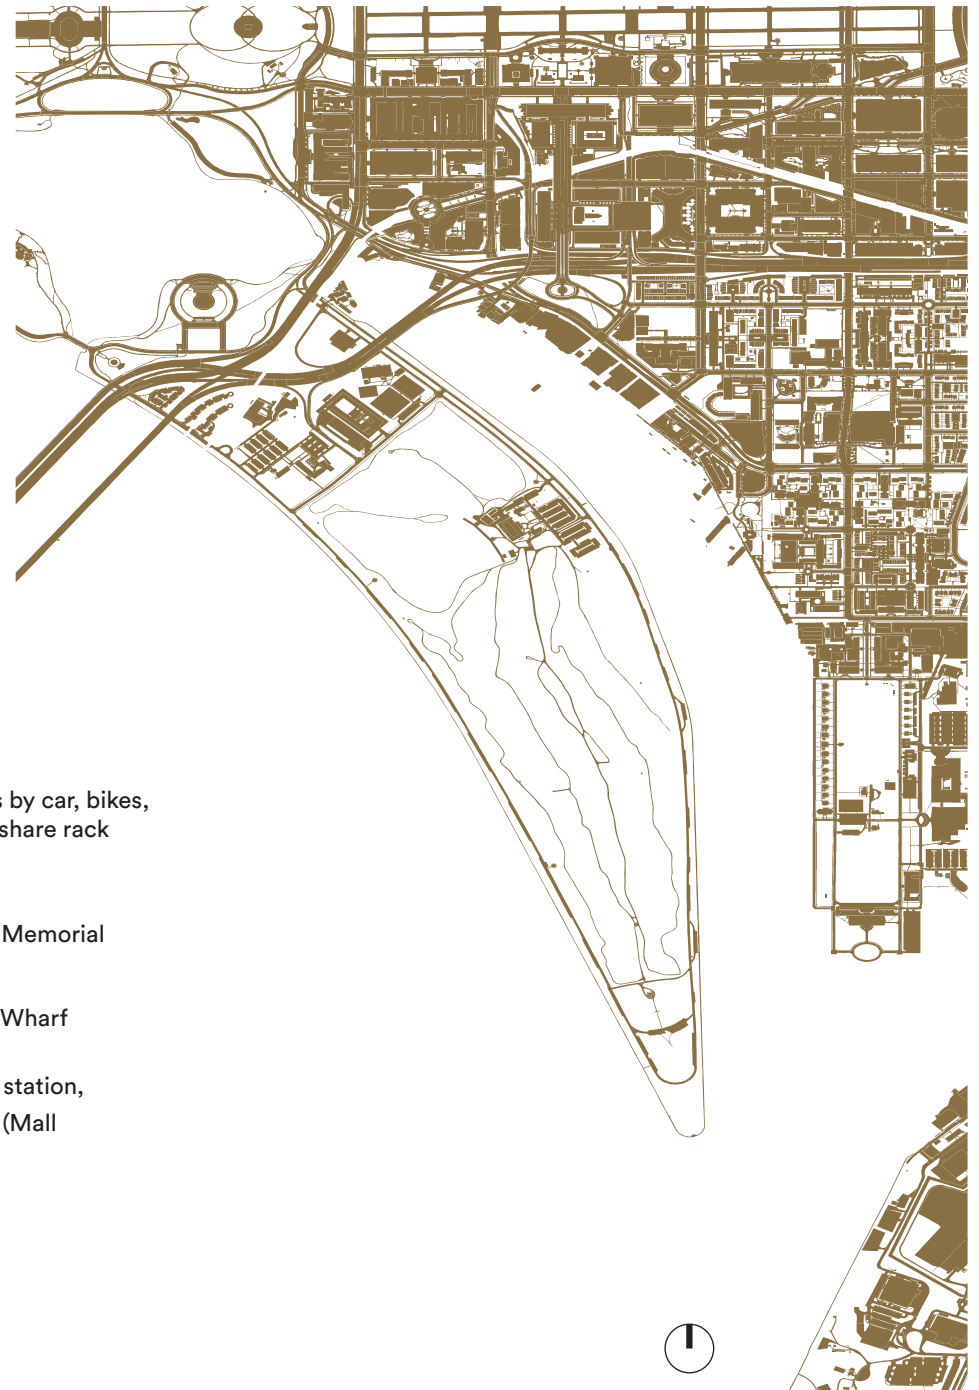 s by car, bikes,
share rack
Memorial
Wharf
station,
(Mall